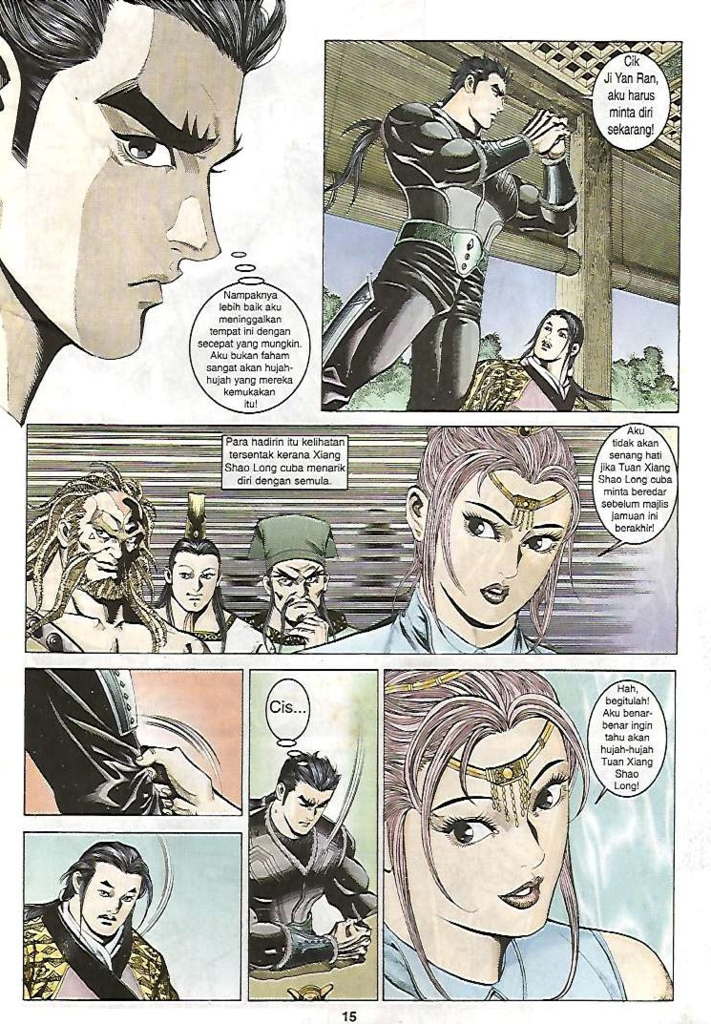 Nampaknya
lebih baik aku
meninggalkan
tempat ini dengan
secepat yang mungkin.
Aku bukan faham
sangat akan hujah-
hujah yang mereka
kemukakan
itu!
Cik
Ji Yan Ran,
aku harus
minta diri
sekarang!
Para hadirin itu kelihatan
tersentak kerana Xiang
Shao Long cuba menarik
diri dengan semula.
Aku
tidak akan
senang hati
jika Tuan Xiang
Shao Long cuba
minta beredar
sebelum majlis
jamuan ini
berakhir!
Cis...
Hah,
begitulah!
Aku benar-
benar ingin
tahu akan
hujah-hujah
Tuan Xiang
Shao
Long!
15